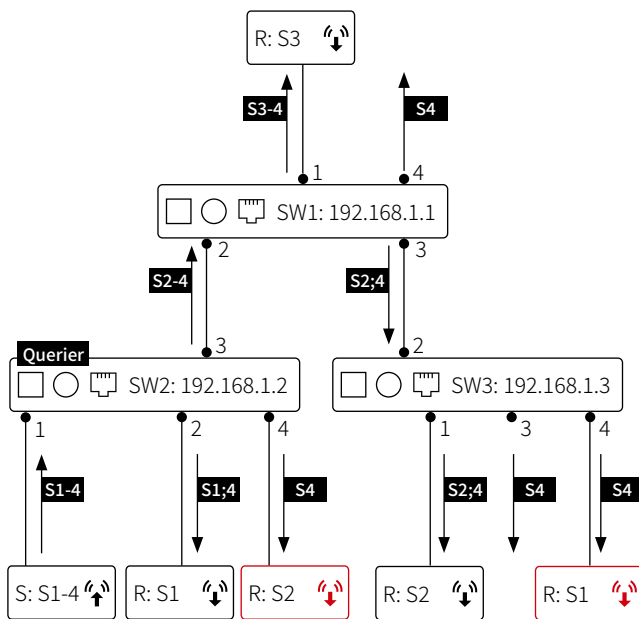 R: S3
S3-4
S4
1
4
SW1: 192.168.1.1
2
3
S2-4
S2;4
3
2
Querier
SW2: 192.168.1.2
SW3: 192.168.1.3
1
2
4
1
3
4
S1-4
S1;4
S4
S2;4
S4
S4
S: S1-4
R: S1
R: S2
R: S2
R: S1